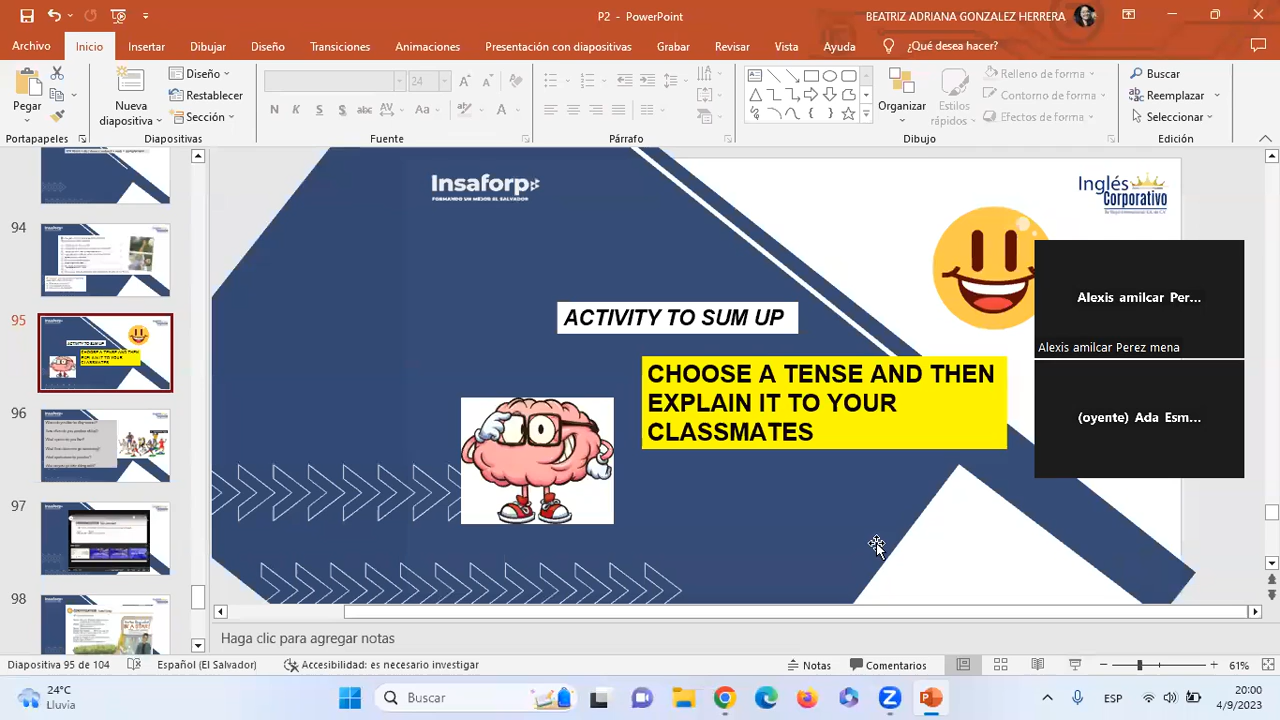 P2 - PowerPoint
BEATRIZ ADRIANA GONZALEZ HERRERA
Archivo Inicio Insertar Dibujar Diseño Transiciones Animaciones Presentación con diapositivas Grabar Revisar Vista Ayuda ¿Qué desea hacer?
Pegar
Portapapeles
Nueva diapositiva
Diseño
Restablecer
Sección
Diapositivas
24
N K S abc AV Aa A
Fuente
Párrafo
Organizar
Estilos rápidos
Relleno de forma
Contorno de forma
Efectos de forma
Dibujo
Buscar
Reemplazar
Seleccionar
Edición
94
95
96
97
98
Insaforp
FORMANDO UN MEJOR EL SALVADOR
Inglés
Corporativo
ACTIVITY TO SUM UP
CHOOSE A TENSE AND THEN
EXPLAIN IT TO YOUR
CLASSMATES
Alexis amilcar Per...
Alexis amilcar Perez mena
(oyente) Ada Esm...
Haga clic para agregar notas
Diapositiva 95 de 104 Español (El Salvador) Accesibilidad: es necesario investigar Notas Comentarios 61%
24°C
Lluvia
Buscar
ESP
20:00
4/9/2023